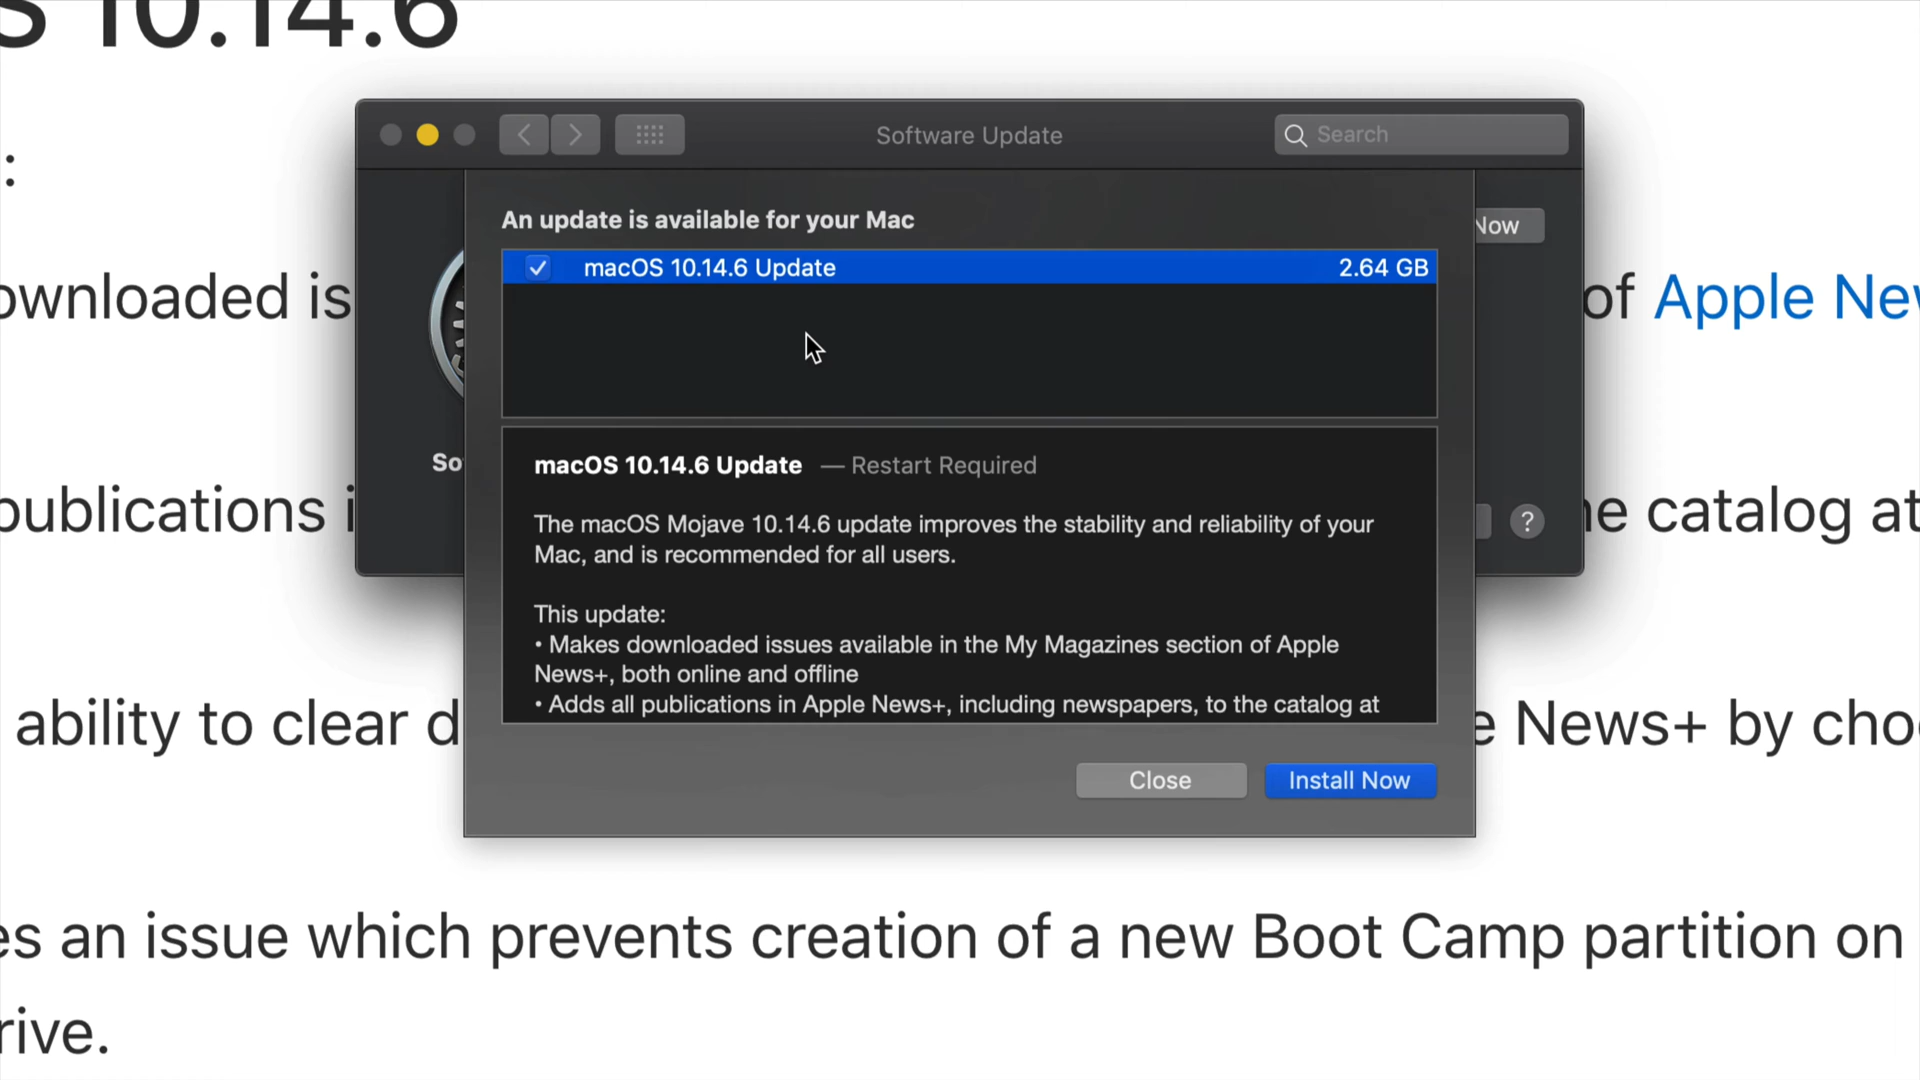 S 10.14.6
:
Software Update
Search
An update is available for your Mac
Now
macOS 10.14.6 Update 2.64 GB
ownloaded is
of Apple New
So
macOS 10.14.6 Update — Restart Required
publications i
he catalog at
?
The macOS Mojave 10.14.6 update improves the stability and reliability of your
Mac, and is recommended for all users.
This update:
• Makes downloaded issues available in the My Magazines section of Apple
News+, both online and offline
• Adds all publications in Apple News+, including newspapers, to the catalog at
ability to clear d
e News+ by choo
Close
Install Now
es an issue which prevents creation of a new Boot Camp partition on
rive.